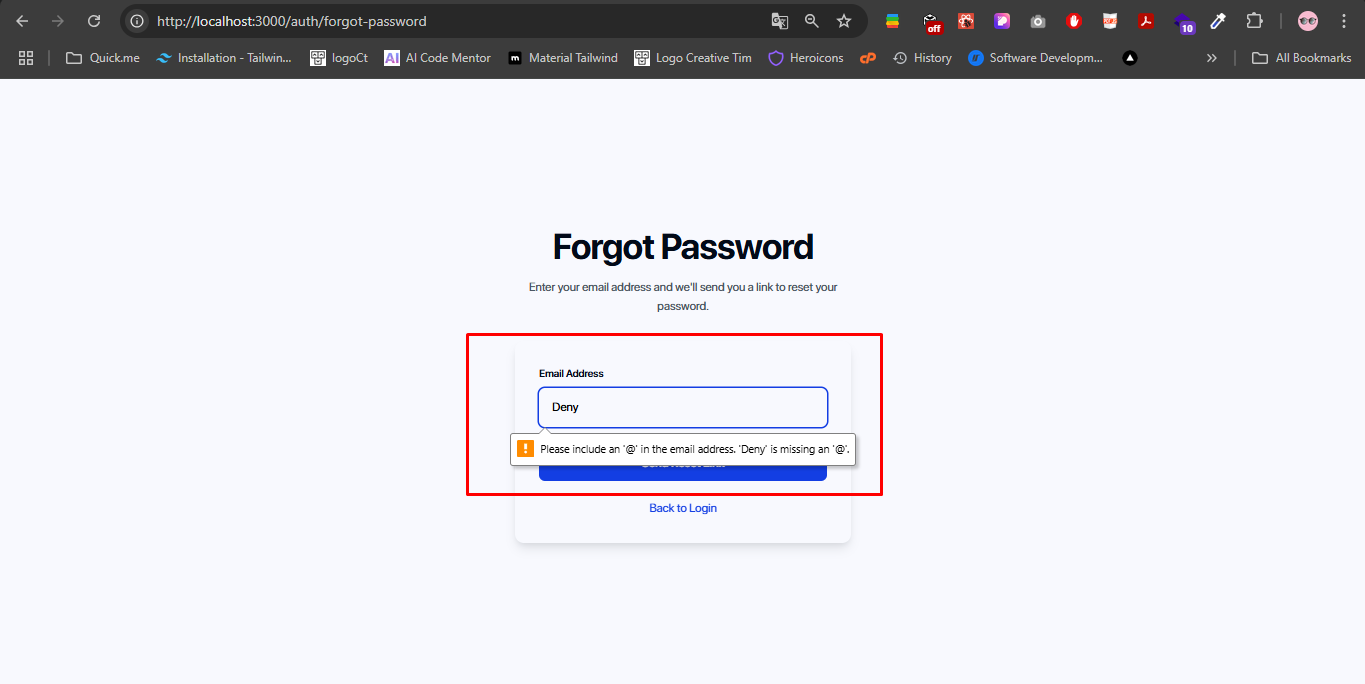 http://localhost:3000/auth/forgot-password
off
10
Quick.me
Installation - Tailwin...
logoCt
AI
AI Code Mentor
m
Material Tailwind
Logo Creative Tim
Heroicons
cP
History
Software Developm...
»
All Bookmarks
Forgot Password
Enter your email address and we'll send you a link to reset your
password.
Email Address
Deny
Please include an '@' in the email address. 'Deny' is missing an '@'.
Back to Login